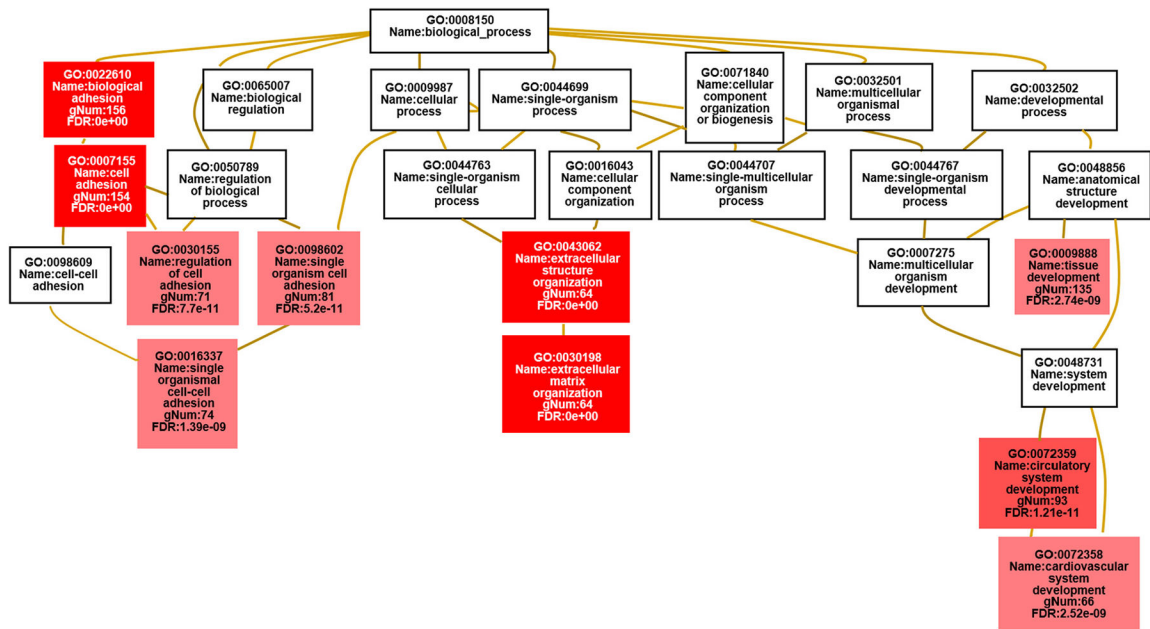 GO:0008150
Name:biological_process
GO:0022610
Name:biological
adhesion
gNum:156
FDR:0e+00
GO:0065007
Name:biological
regulation
GO:0009987
Name:cellular
process
GO:0044699
Name:single-organism
process
GO:0071840
Name:cellular
component
organization
or biogenesis
GO:0032501
Name:multicellular
organismal
process
GO:0032502
Name:developmental
process
GO:0007155
Name:cell
adhesion
gNum:154
FDR:0e+00
GO:0050789
Name:regulation
of biological
process
GO:0044763
Name:single-organism
cellular
process
GO:0016043
Name:cellular
component
organization
GO:0044707
Name:single-multicellular
organism
process
GO:0044767
Name:single-organism
developmental
process
GO:0048856
Name:anatomical
structure
development
GO:0098609
Name:cell-cell
adhesion
GO:0030155
Name:regulation
of cell
adhesion
gNum:71
FDR:7.7e-11
GO:0098602
Name:single
organism cell
adhesion
gNum:81
FDR:5.2e-11
GO:0043062
Name:extracellular
structure
organization
gNum:64
FDR:0e+00
GO:0007275
Name:multicellular
organism
development
GO:0009888
Name:tissue
development
gNum:135
FDR:2.74e-09
GO:0016337
Name:single
organismal
cell-cell
adhesion
gNum:74
FDR:1.39e-09
GO:0030198
Name:extracellular
matrix
organization
gNum:64
FDR:0e+00
GO:0048731
Name:system
development
GO:0072359
Name:circulatory
system
development
gNum:93
FDR:1.21e-11
GO:0072358
Name:cardiovascular
system
development
gNum:66
FDR:2.52e-09